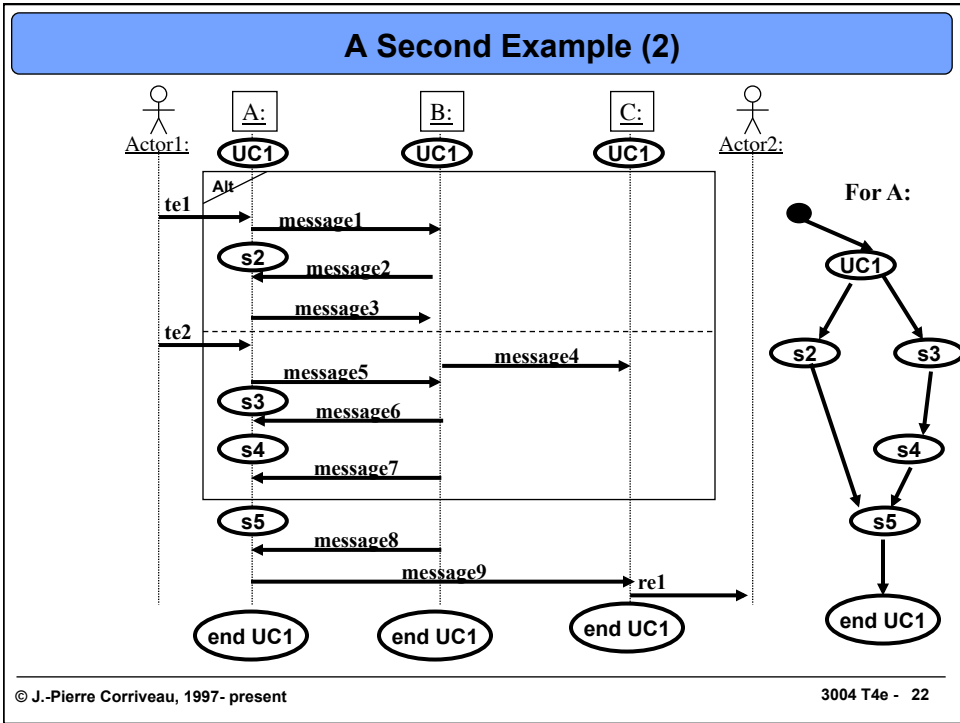 A Second Example (2)
Actor1:
A:
B:
C:
Actor2:
UC1
UC1
UC1
Alt
te1
message1
s2
message2
message3
te2
message4
message5
s3
message6
s4
message7
s5
message8
message9
re1
end UC1
end UC1
end UC1
For A:
UC1
s2
s3
s4
s5
end UC1
© J.-Pierre Corriveau, 1997- present
3004 T4e - 22